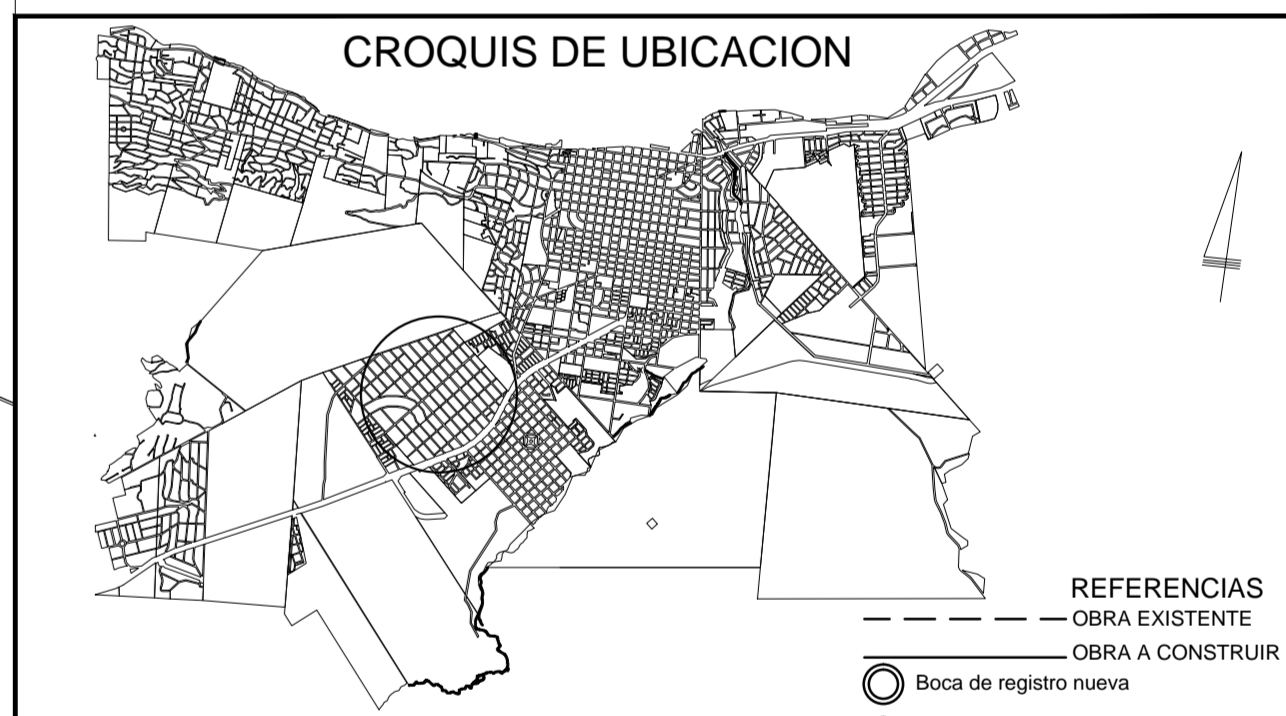 CROQUIS DE UBICACION
REFERENCIAS
OBRA EXISTENTE
OBRA A CONSTRUIR
Boca de registro nueva